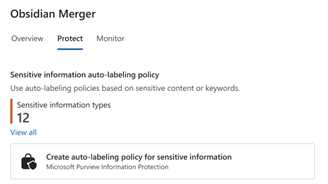 Obsidian Merger
Overview Protect Monitor
Sensitive information auto-labeling policy
Use auto-labeling policies based on sensitive content or keywords.
Sensitive information types
12
View all
Create auto-labeling policy for sensitive information
Microsoft Purview Information Protection